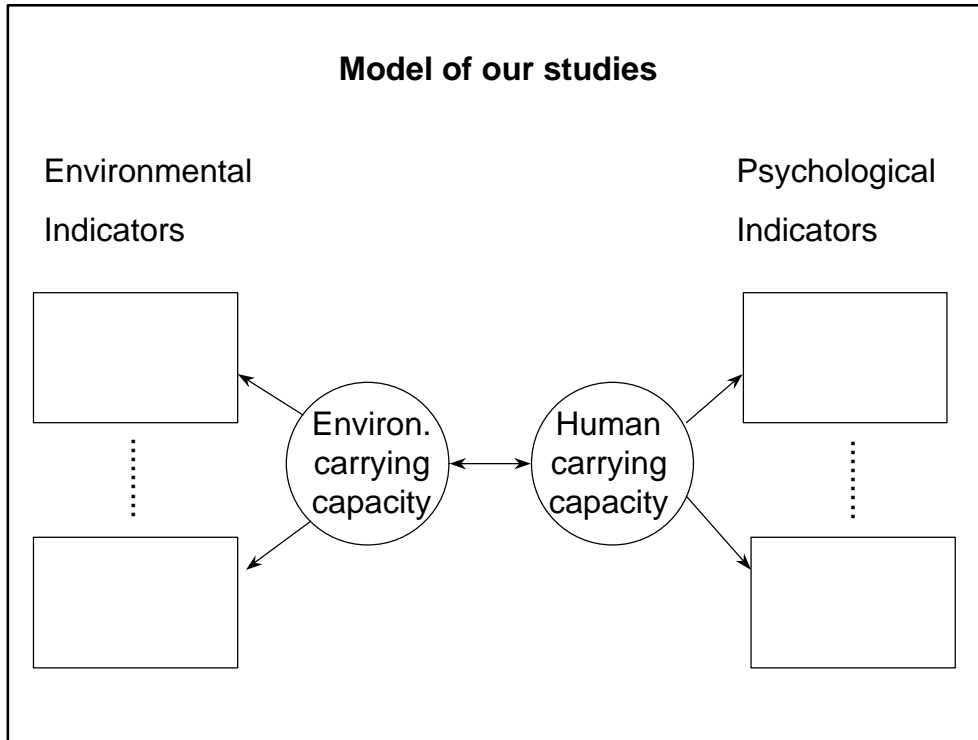 Model of our studies
Environmental
Indicators
Psychological
Indicators
Environ.
carrying
capacity
Human
carrying
capacity